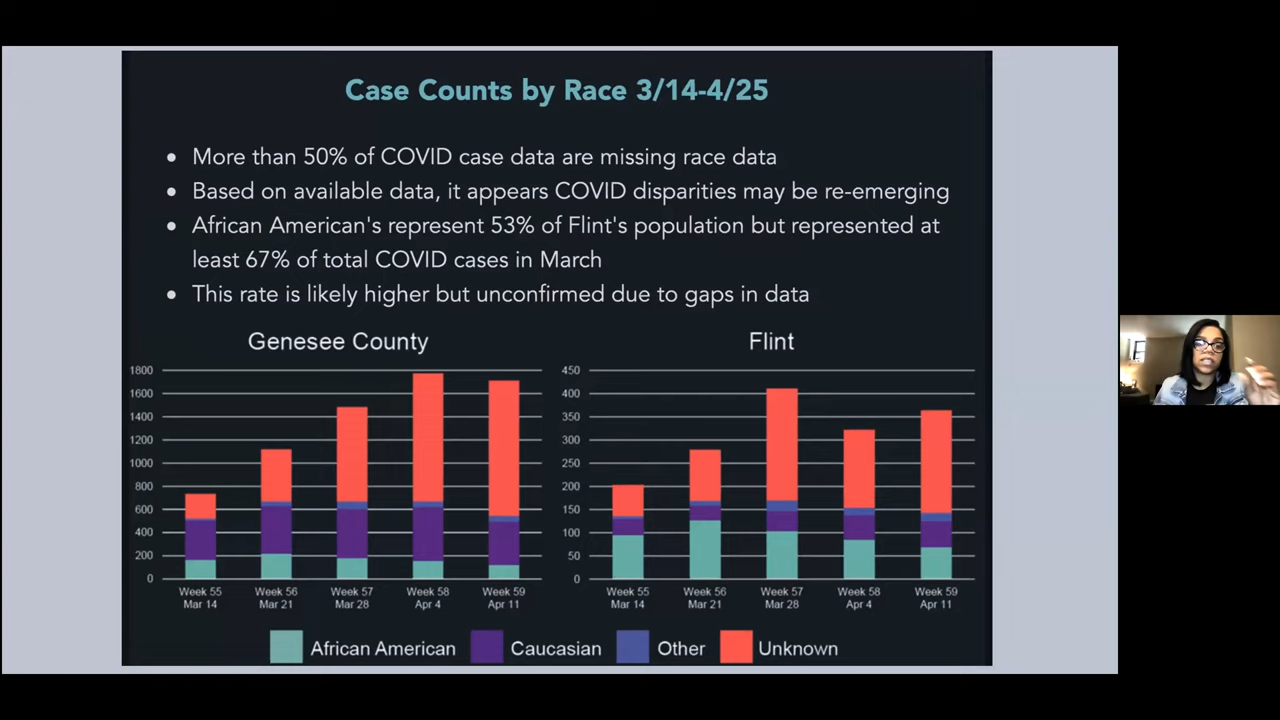 Case Counts by Race 3/14-4/25
• More than 50% of COVID case data are missing race data
• Based on available data, it appears COVID disparities may be re-emerging
• African American's represent 53% of Flint's population but represented at
least 67% of total COVID cases in March
• This rate is likely higher but unconfirmed due to gaps in data
Genesee County
1800
1600
1400
1200
1000
800
600
400
200
0
Week 55 Week 56 Week 57 Week 58 Week 59
Mar 14 Mar 21 Mar 28 Apr 4 Apr 11
Flint
450
400
350
300
250
200
150
100
50
0
Week 55 Week 56 Week 57 Week 58 Week 59
Mar 14 Mar 21 Mar 28 Apr 4 Apr 11
African American Caucasian Other Unknown